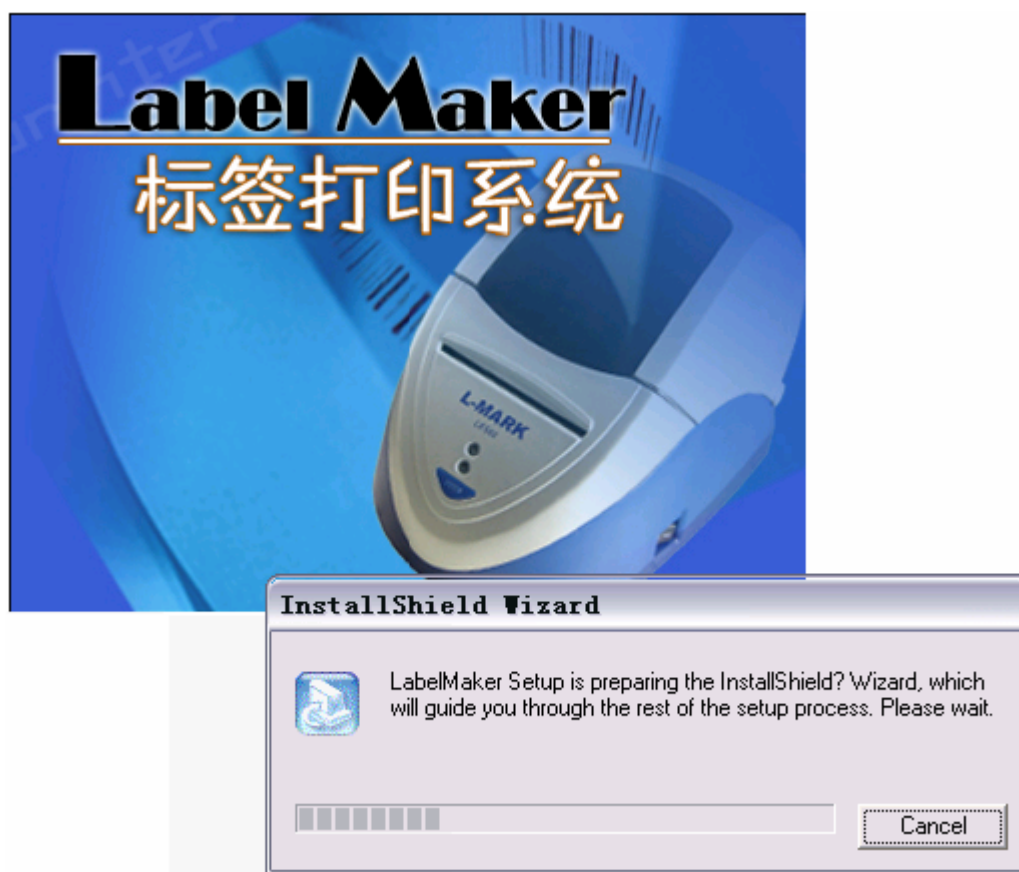 Label Maker
标签打印系统
L-MARK
InstallShield Wizard
LabelMaker Setup is preparing the InstallShield? Wizard, which
will guide you through the rest of the setup process. Please wait.
Cancel